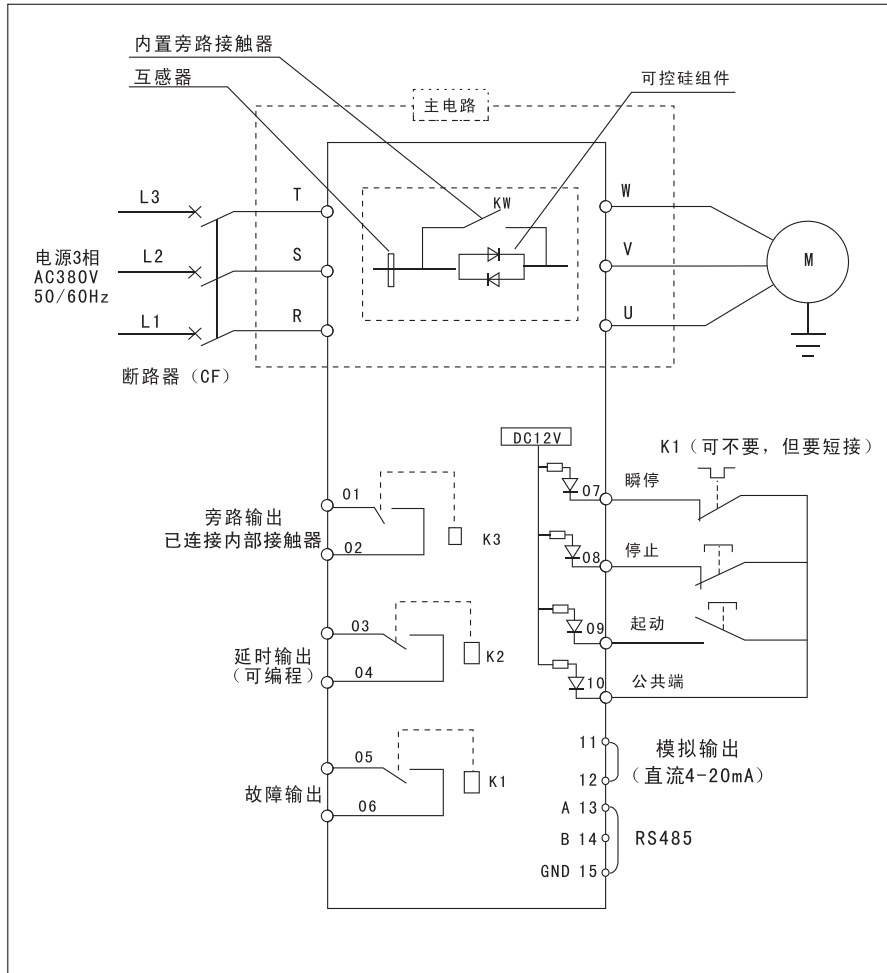 内置旁路接触器
互感器
主电路
可控硅组件
L3
T
KW
W
电源3相
AC380V
50/60Hz
L2
S
V
M
L1
R
U
断路器（CF）
DC12V
K1（可不要，但要短接）
01
07
瞬停
旁路输出
已连接内部接触器
02
K3
08
停止
03
09
起动
延时输出
（可编程）
K2
04
10
公共端
05
11
模拟输出
（直流4-20mA）
12
故障输出
K1
06
A 13
B 14
RS485
GND 15